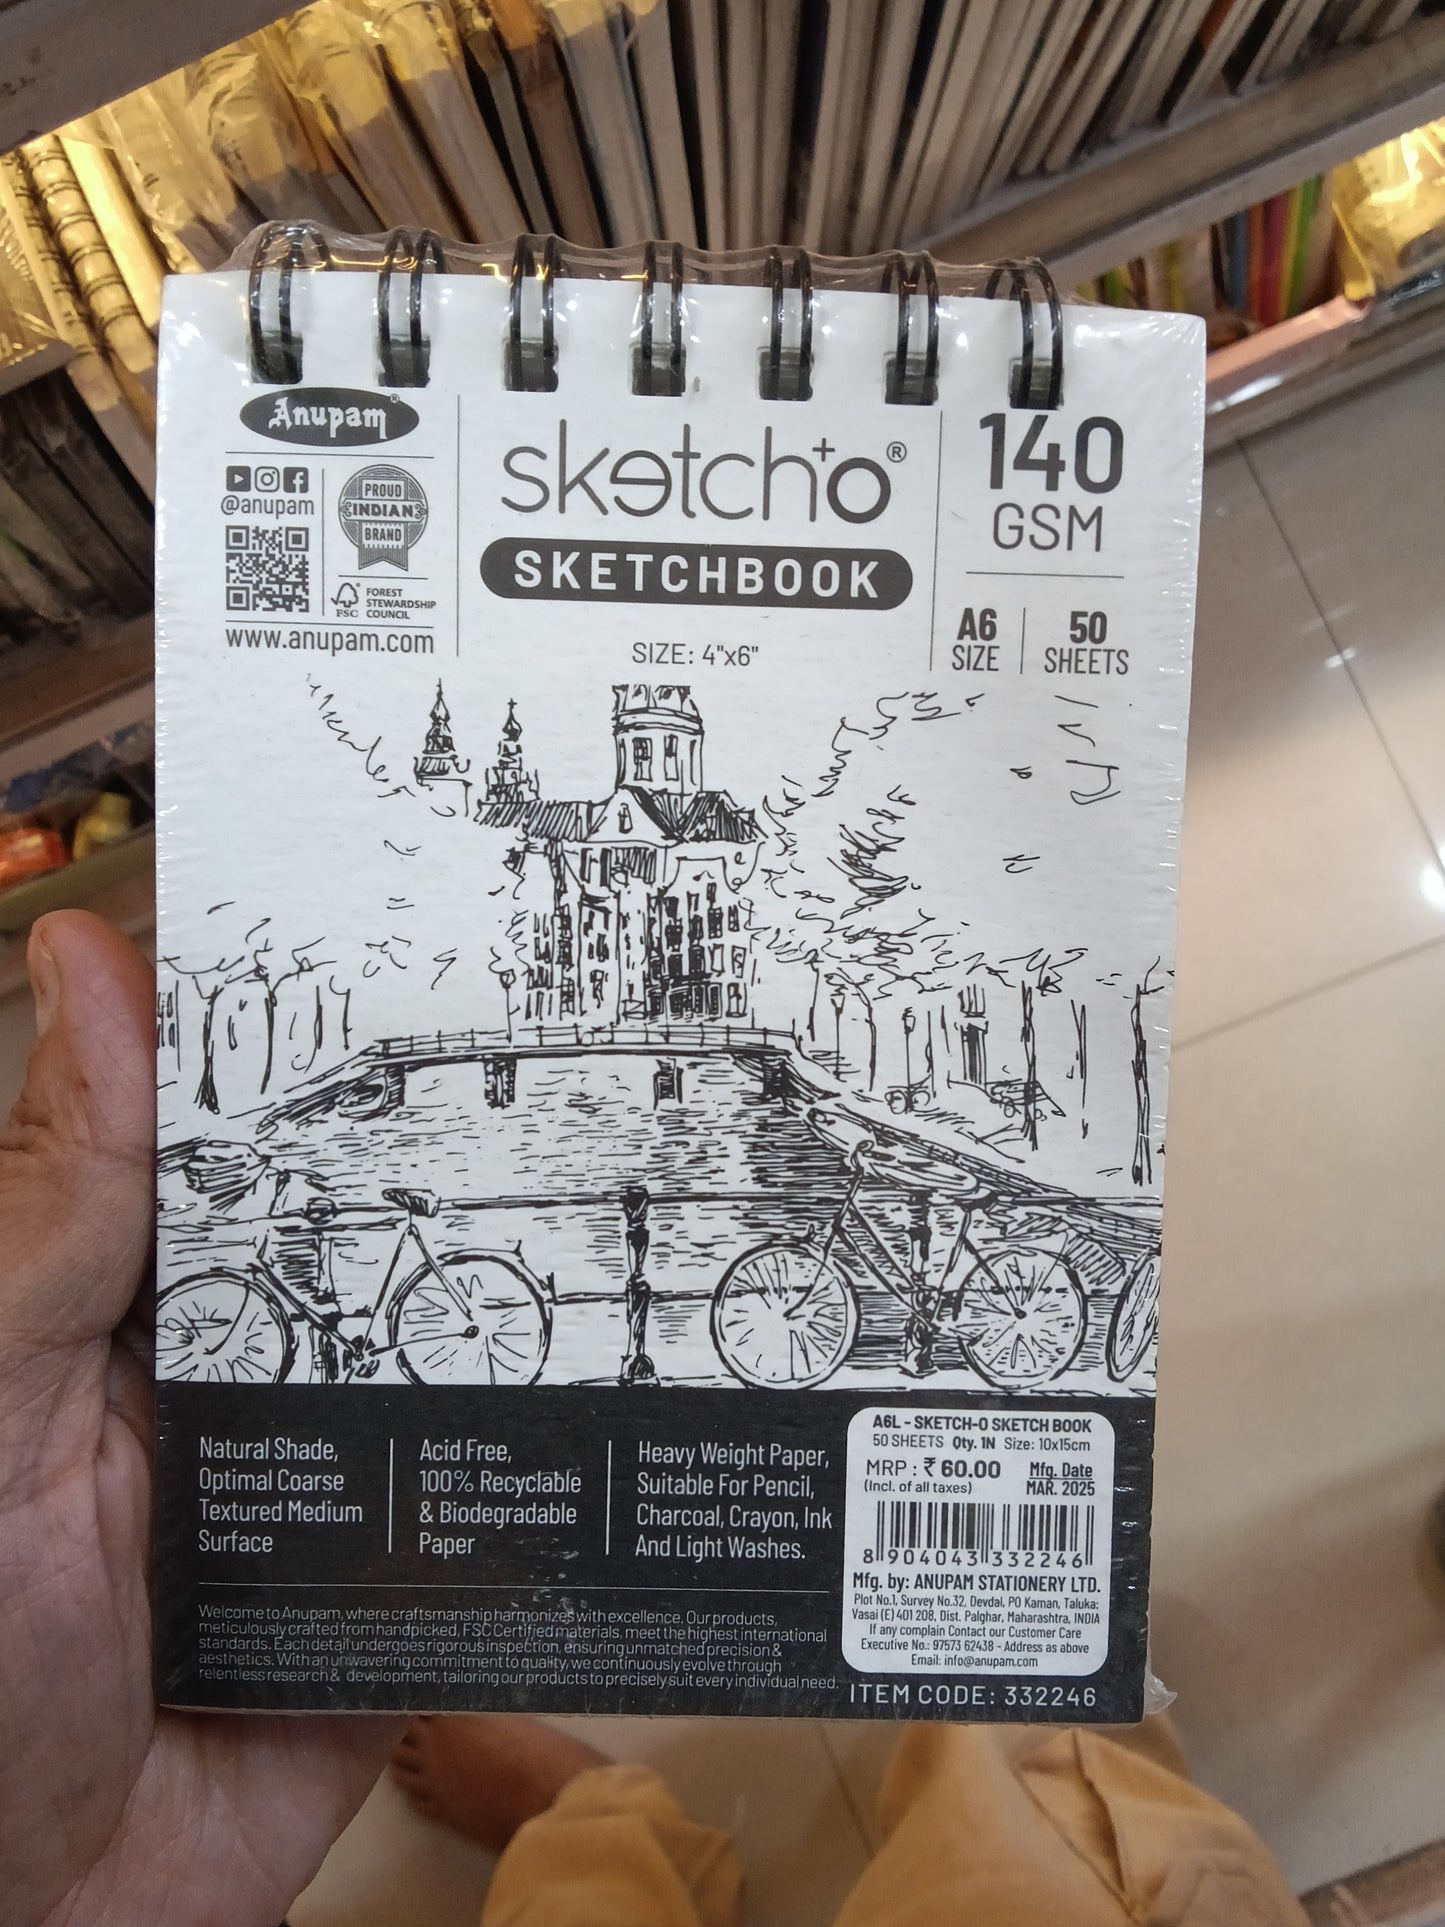 Anupam®
@anupam
PROUD
INDIAN
BRAND
FSC®
FOREST
STEWARDSHIP
COUNCIL
www.anupam.com
sketcho®
SKETCHBOOK
SIZE: 4"x6"
140
GSM
A6
SIZE
50
SHEETS
Natural Shade,
Optimal Coarse
Textured Medium
Surface
Acid Free,
100% Recyclable
& Biodegradable
Paper
Heavy Weight Paper,
Suitable For Pencil,
Charcoal, Crayon, Ink
And Light Washes.
Welcome to Anupam, where craftsmanship harmonizes with excellence. Our products,
meticulously crafted from handpicked, FSC Certified materials, meet the highest international
standards. Each detail undergoes rigorous inspection, ensuring unmatched precision &
aesthetics. With an unwavering commitment to quality, we continuously evolve through
relentless research & development, tailoring our products to precisely suit every individual need.
A6L - SKETCH-O SKETCH BOOK
50 SHEETS Qty. 1N Size: 10x15cm
MRP : ₹ 60.00
(Incl. of all taxes)
Mfg. Date
MAR. 2025
8 904043 332246
Mfg. by: ANUPAM STATIONERY LTD.
Plot No.1, Survey No.32, Devdal, PO Kaman, Taluka:
Vasai (E) 401 208, Dist. Palghar, Maharashtra, INDIA
If any complain Contact our Customer Care
Executive No.: 97573 62438 - Address as above
Email: info@anupam.com
ITEM CODE: 332246